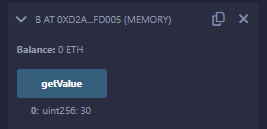 B AT 0XD2A...FD005 (MEMORY)
Balance: 0 ETH
getValue
0: uint256: 30